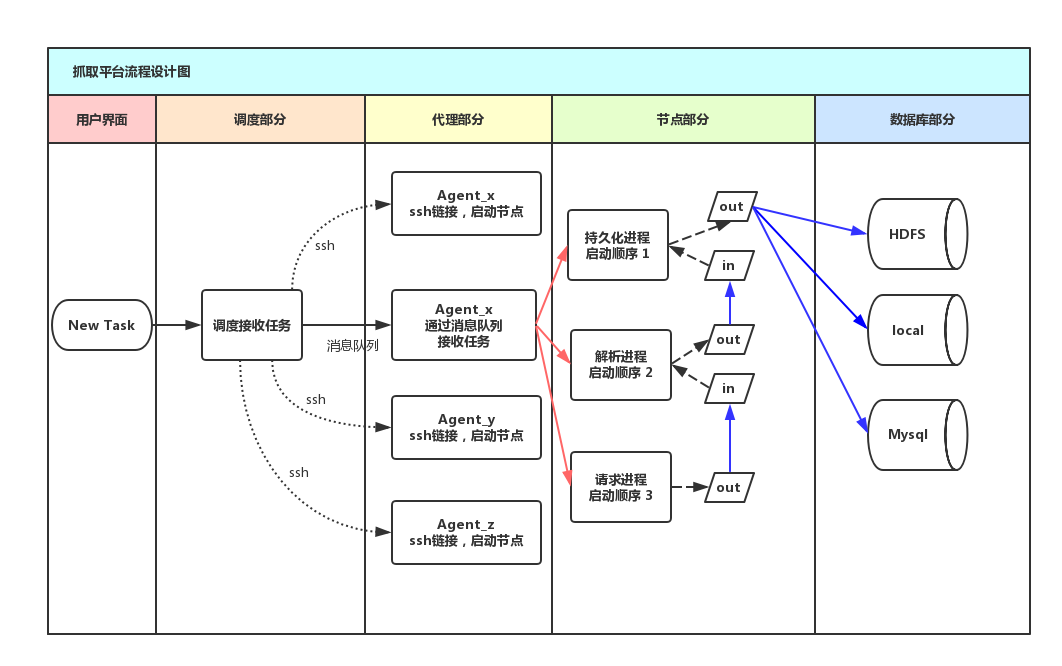 抓取平台流程设计图
用户界面
调度部分
代理部分
节点部分
数据库部分
New Task
调度接收任务
ssh
消息队列
ssh
ssh
Agent_x
ssh链接，启动节点
Agent_x
通过消息队列
接收任务
Agent_y
ssh链接，启动节点
Agent_z
ssh链接，启动节点
持久化进程
启动顺序 1
解析进程
启动顺序 2
请求进程
启动顺序 3
out
in
out
in
out
HDFS
local
Mysql